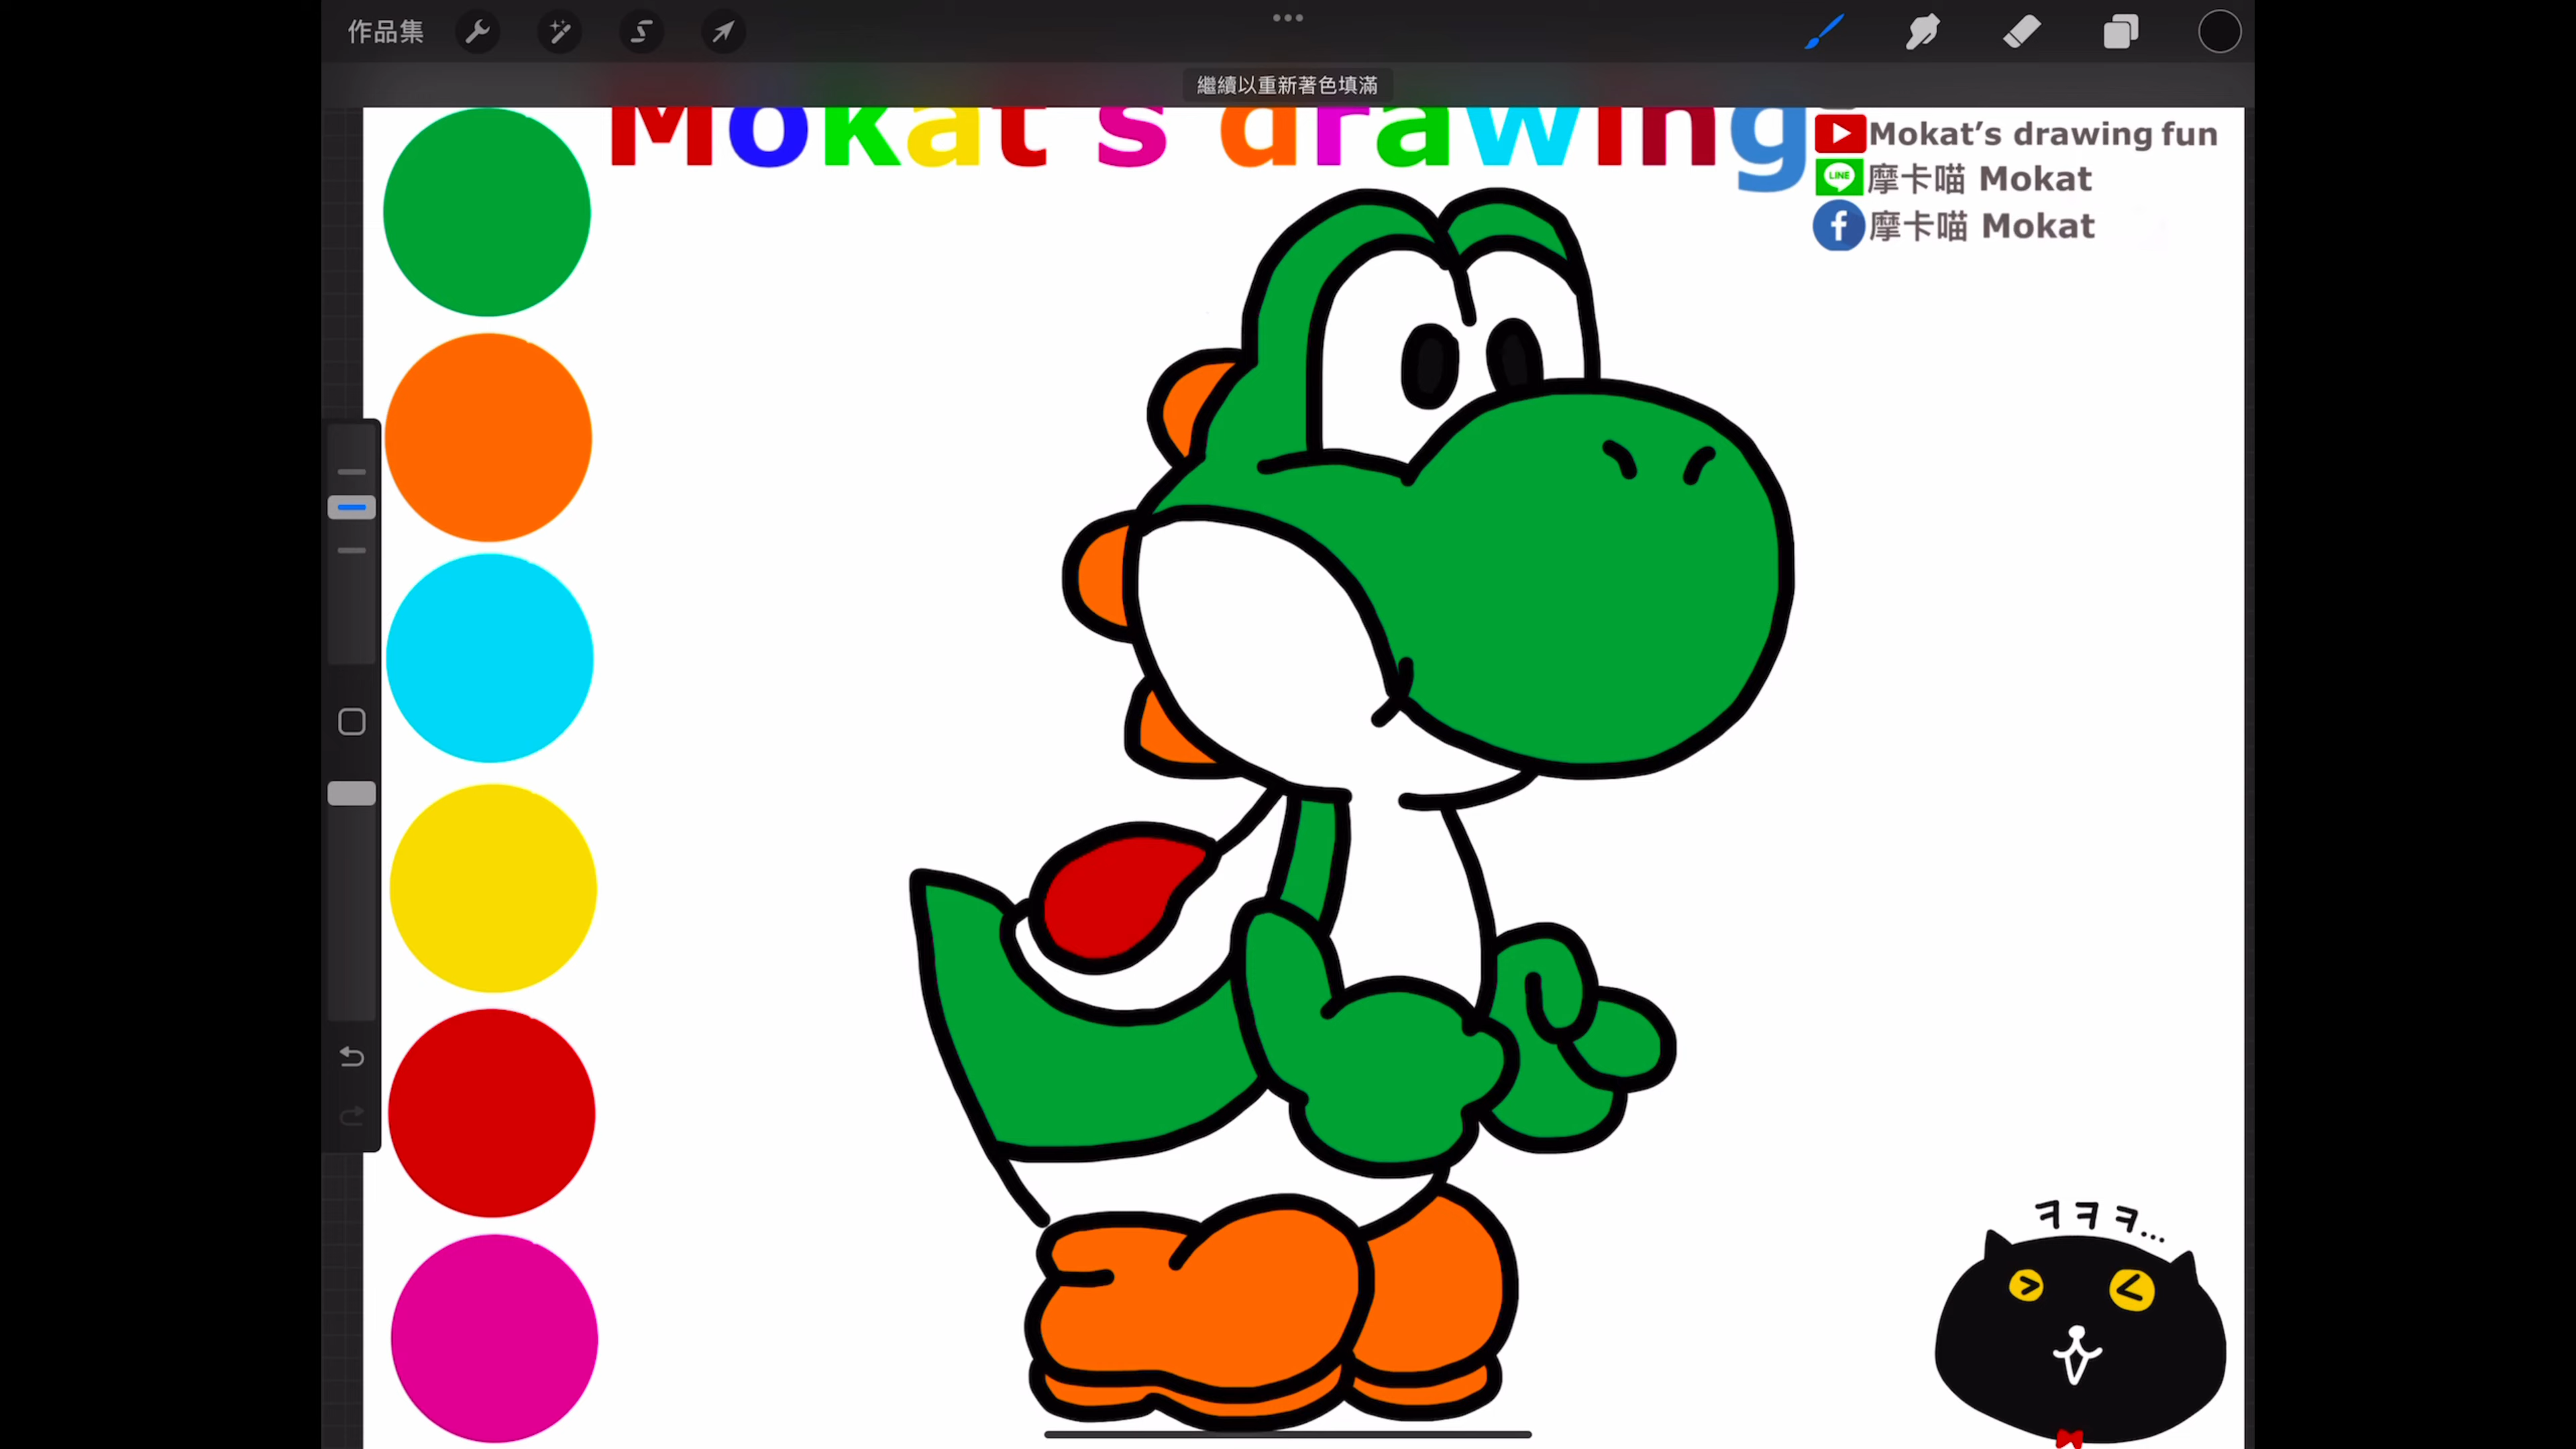 作品集
繼續以重新著色填滿
Mokat's drawing
Mokat’s drawing fun
LINE
摩卡喵 Mokat
f
摩卡喵 Mokat
ㅋㅋㅋ...